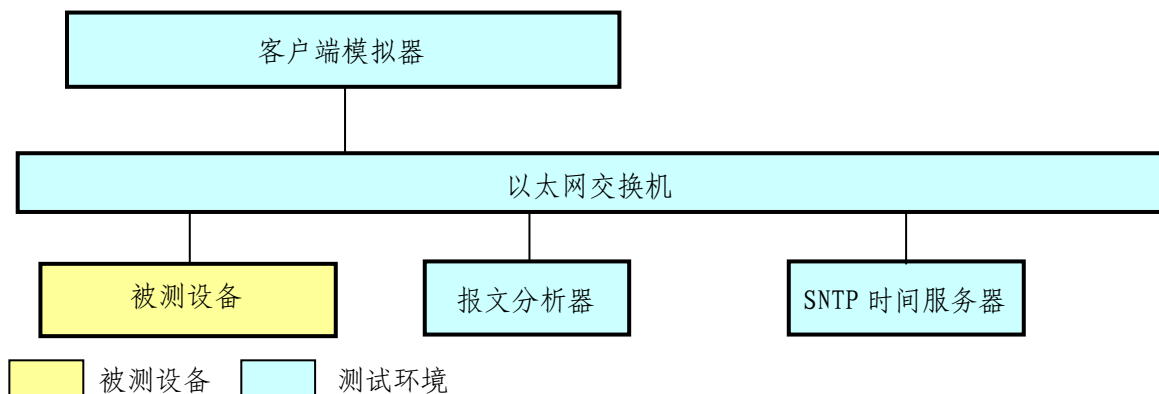 客户端模拟器
以太网交换机
被测设备
报文分析器
SNTP 时间服务器
被测设备
测试环境